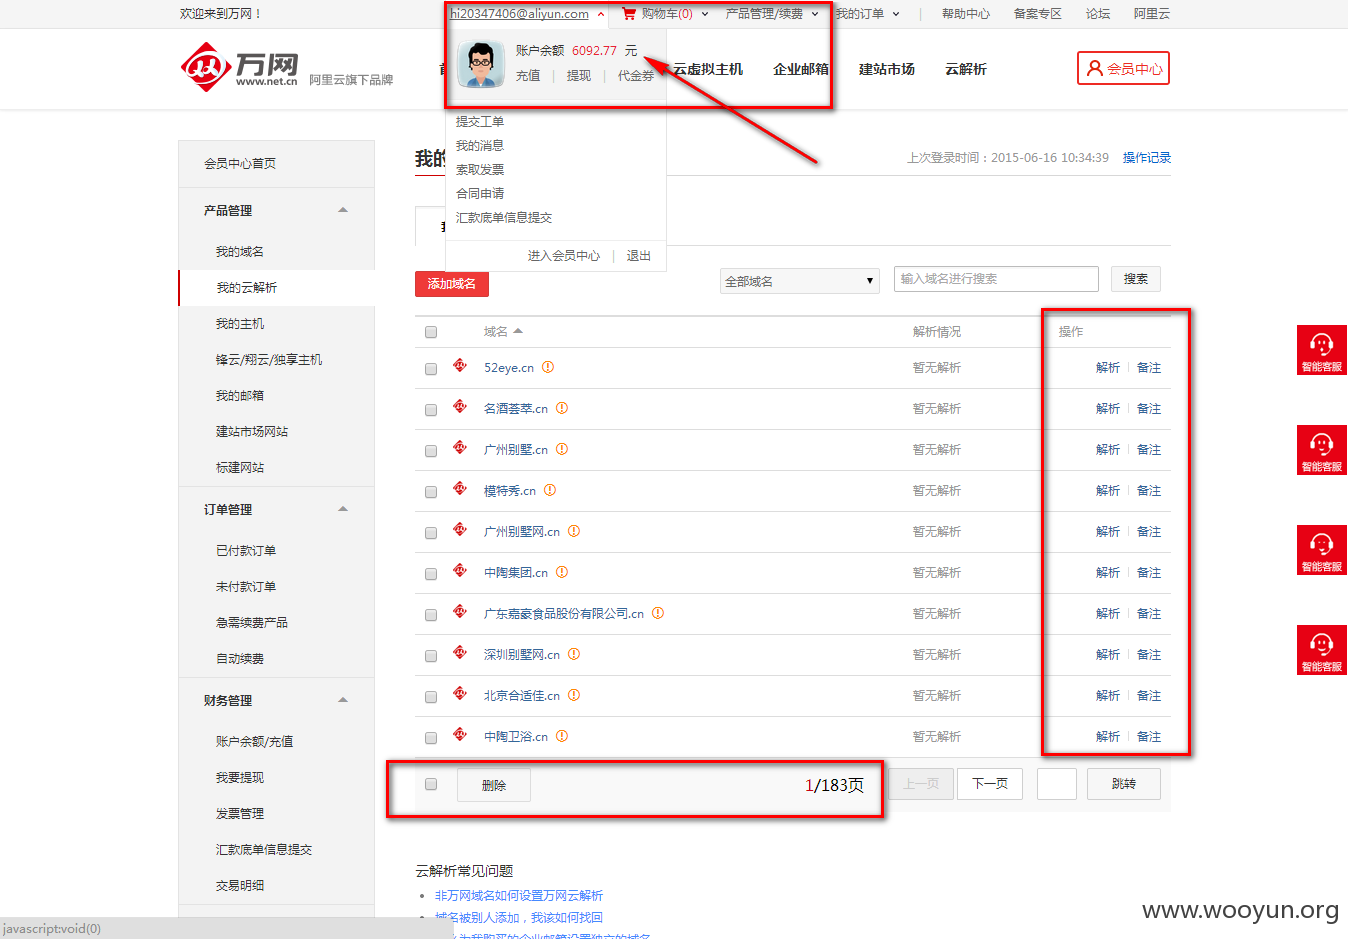 欢迎来到万网！
hi20347406@aliyun.com
购物车(0)
产品管理/续费
我的订单
帮助中心
备案专区
论坛
阿里云
万网
www.net.cn
阿里云旗下品牌
账户余额 6092.77 元
充值 | 提现 | 代金券
云虚拟主机
企业邮箱
建站市场
云解析
会员中心
提交工单
我的消息
索取发票
合同申请
汇款底单信息提交
进入会员中心 | 退出
会员中心首页
产品管理
我的域名
我的云解析
我的主机
锋云/翔云/独享主机
我的邮箱
建站市场网站
标建网站
订单管理
已付款订单
未付款订单
急需续费产品
自动续费
财务管理
账户余额/充值
我要提现
发票管理
汇款底单信息提交
交易明细
我的
上次登录时间：2015-06-16 10:34:39 操作记录
添加域名
全部域名
输入域名进行搜索
搜索
域名 解析情况 操作
52eye.cn 暂无解析 解析 备注
名酒荟萃.cn 暂无解析 解析 备注
广州别墅.cn 暂无解析 解析 备注
模特秀.cn 暂无解析 解析 备注
广州别墅网.cn 暂无解析 解析 备注
中陶集团.cn 暂无解析 解析 备注
广东嘉豪食品股份有限公司.cn 暂无解析 解析 备注
深圳别墅网.cn 暂无解析 解析 备注
北京合适佳.cn 暂无解析 解析 备注
中陶卫浴.cn 暂无解析 解析 备注
删除 1/183页 上一页 下一页 跳转
云解析常见问题
非万网域名如何设置万网云解析
域名被别人添加，我该如何找回
智能客服
智能客服
智能客服
智能客服
javascript:void(0)
www.wooyun.org